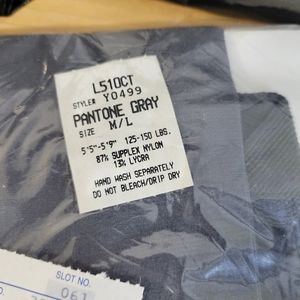 L510CT
STYLE# Y0499
PANTONE GRAY
SIZE M/L
5'5"-5'9" 125-150 LBS.
87% SUPPLEX NYLON
13% LYCRA
HAND WASH SEPARATELY
DO NOT BLEACH/DRIP DRY
SLOT NO.
061